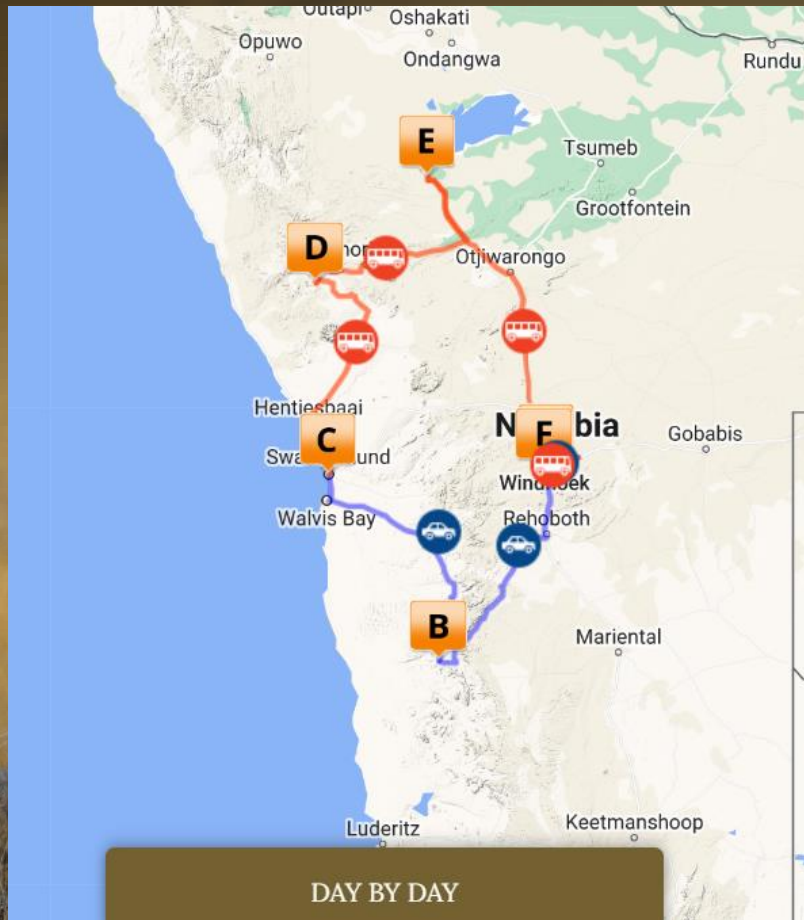 Outapi
Oshakati
Opuwo
Ondangwa
Rundu
E
Tsumeb
Grootfontein
D
Otjiwarongo
Hentiesbaai
C
F
Gobabis
Walvis Bay
Rehoboth
B
Mariental
Luderitz
Keetmanshoop
DAY BY DAY